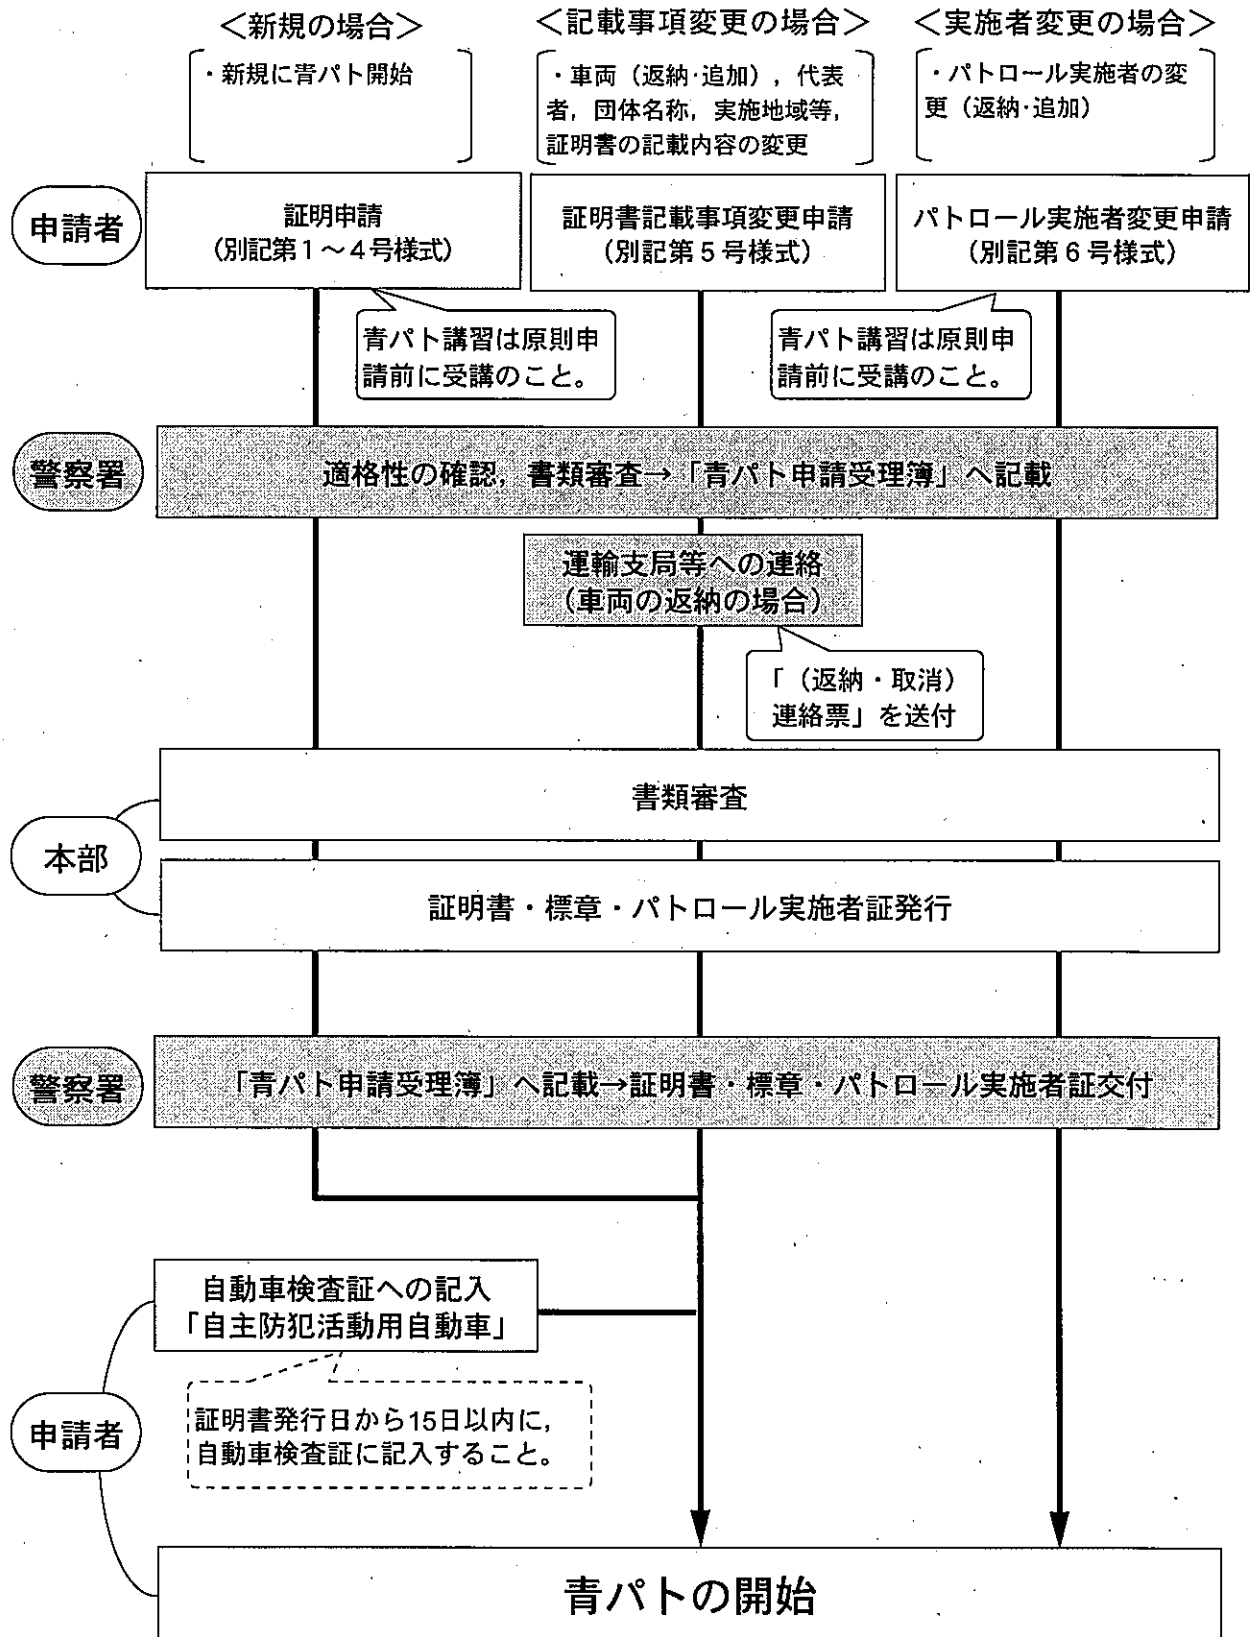 ＜新規の場合＞
・新規に青パト開始
＜記載事項変更の場合＞
・車両（返納・追加），代表
者，団体名称，実施地域等，
証明書の記載内容の変更
＜実施者変更の場合＞
・パトロール実施者の変
更（返納・追加）
申請者
証明申請
（別記第１～４号様式）
証明書記載事項変更申請
（別記第５号様式）
パトロール実施者変更申請
（別記第６号様式）
青パト講習は原則申
請前に受講のこと。
青パト講習は原則申
請前に受講のこと。
警察署
適格性の確認，書類審査→「青パト申請受理簿」へ記載
運輸支局等への連絡
（車両の返納の場合）
「（返納・取消）
連絡票」を送付
本部
書類審査
証明書・標章・パトロール実施者証発行
警察署
「青パト申請受理簿」へ記載→証明書・標章・パトロール実施者証交付
申請者
自動車検査証への記入
「自主防犯活動用自動車」
証明書発行日から15日以内に，
自動車検査証に記入すること。
青パトの開始